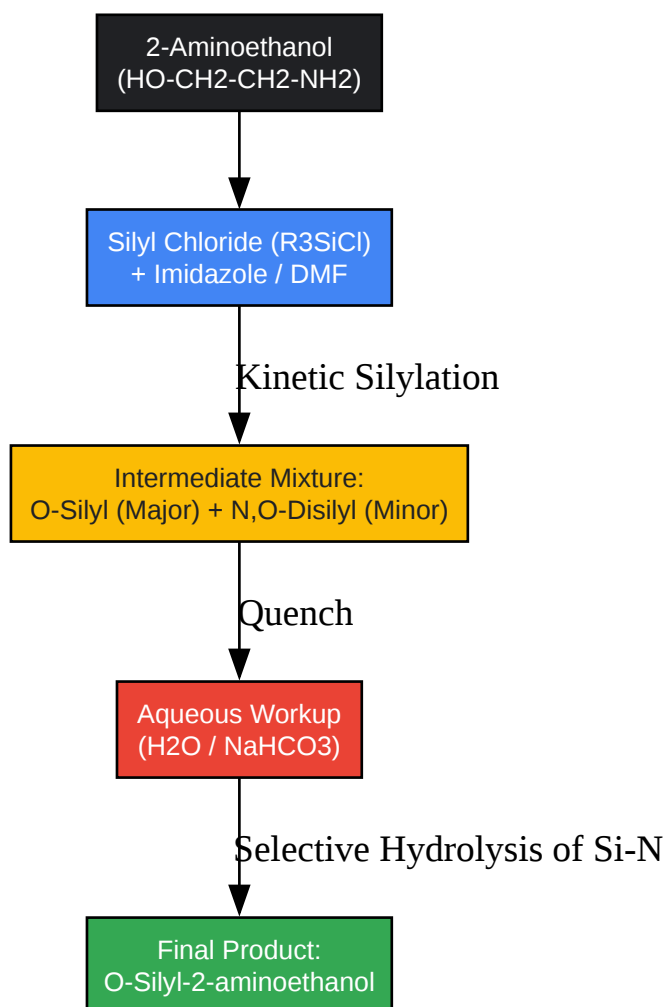 2-Aminoethanol
(HO-CH2-CH2-NH2)
Silyl Chloride (R3SiCl)
+ Imidazole / DMF
Kinetic Silylation
Intermediate Mixture:
O-Silyl (Major) + N,O-Disilyl (Minor)
Quench
Aqueous Workup
(H2O / NaHCO3)
Selective Hydrolysis of Si-N
Final Product:
O-Silyl-2-aminoethanol